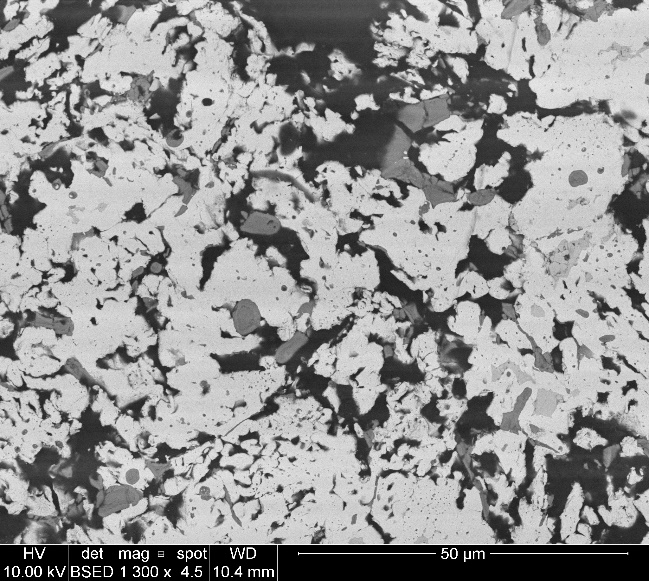 HV det mag ≡ spot WD
10.00 kV BSED 1 300 x 4.5 10.4 mm 50 µm